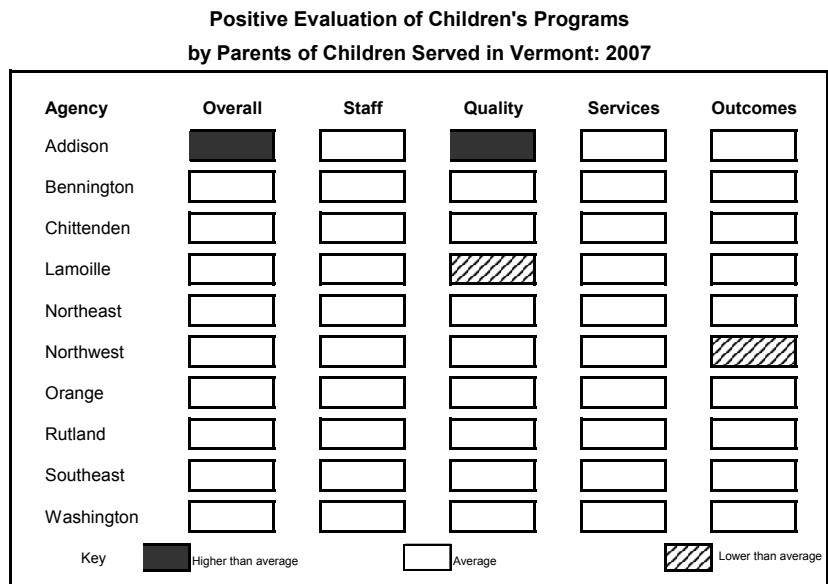 Positive Evaluation of Children's Programs
by Parents of Children Served in Vermont: 2007
Agency Overall Staff Quality Services Outcomes
Addison
Bennington
Chittenden
Lamoille
Northeast
Northwest
Orange
Rutland
Southeast
Washington
Key Higher than average Average Lower than average